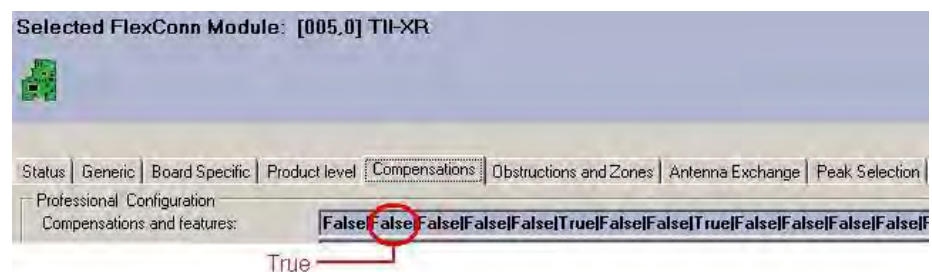 Selected FlexConn Module: [005,0] TII-XR
Status Generic Board Specific Product level Compensations Obstructions and Zones Antenna Exchange Peak Selection
Professional Configuration
Compensations and features: False|False|False|False|False|True|False|False|True|False|False|False|False|F
True